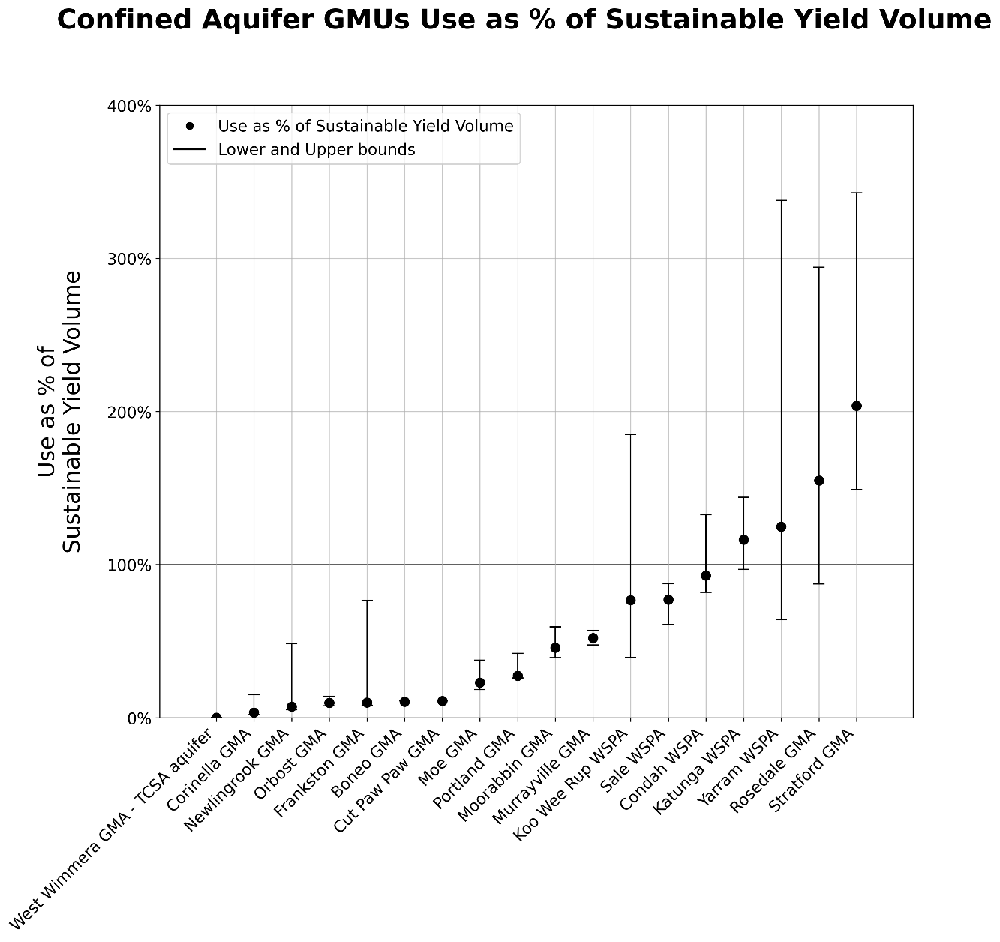 Confined Aquifer GMUs Use as % of Sustainable Yield Volume
400%
300%
200%
100%
0%
Use as % of
Sustainable Yield Volume
Use as % of Sustainable Yield Volume
Lower and Upper bounds
West Wimmera GMA - TCSA aquifer
Corinella GMA
Newlingrook GMA
Orbost GMA
Frankston GMA
Boneo GMA
Cut Paw Paw GMA
Moe GMA
Portland GMA
Moorabbin GMA
Murrayville GMA
Koo Wee Rup WSPA
Sale WSPA
Condah WSPA
Katunga WSPA
Yarram WSPA
Rosedale GMA
Stratford GMA